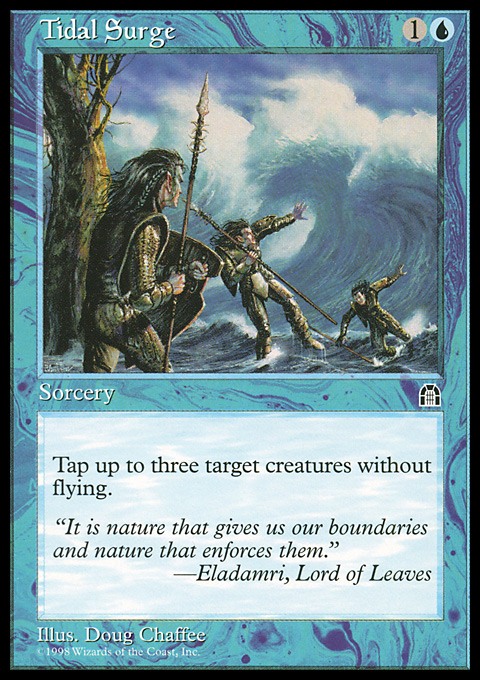 Tidal Surge 1
Sorcery
Tap up to three target creatures without
flying.
“It is nature that gives us our boundaries
and nature that enforces them.”
—Eladamri, Lord of Leaves
Illus. Doug Chaffee
©1998 Wizards of the Coast, Inc.